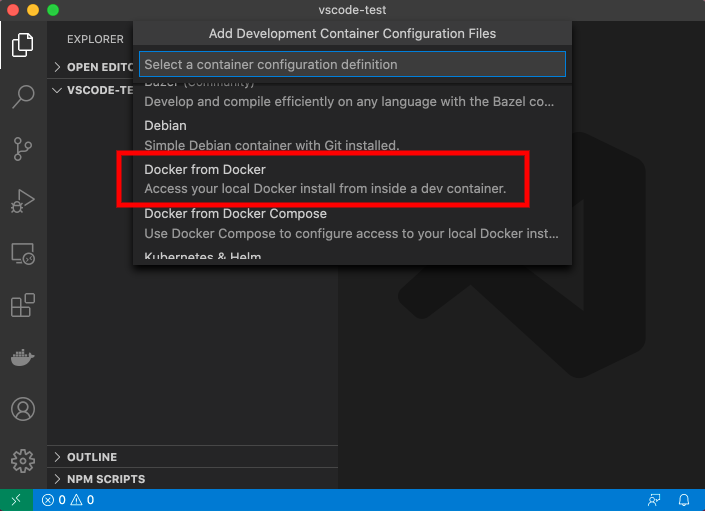 vscode-test
EXPLORER
Add Development Container Configuration Files
Select a container configuration definition
OPEN EDITO
VSCODE-TE
Bazel (Community)
Develop and compile efficiently on any language with the Bazel co...
Debian
Simple Debian container with Git installed.
Docker from Docker
Access your local Docker install from inside a dev container.
Docker from Docker Compose
Use Docker Compose to configure access to your local Docker inst...
Kubernetes & Helm
OUTLINE
NPM SCRIPTS
0 0